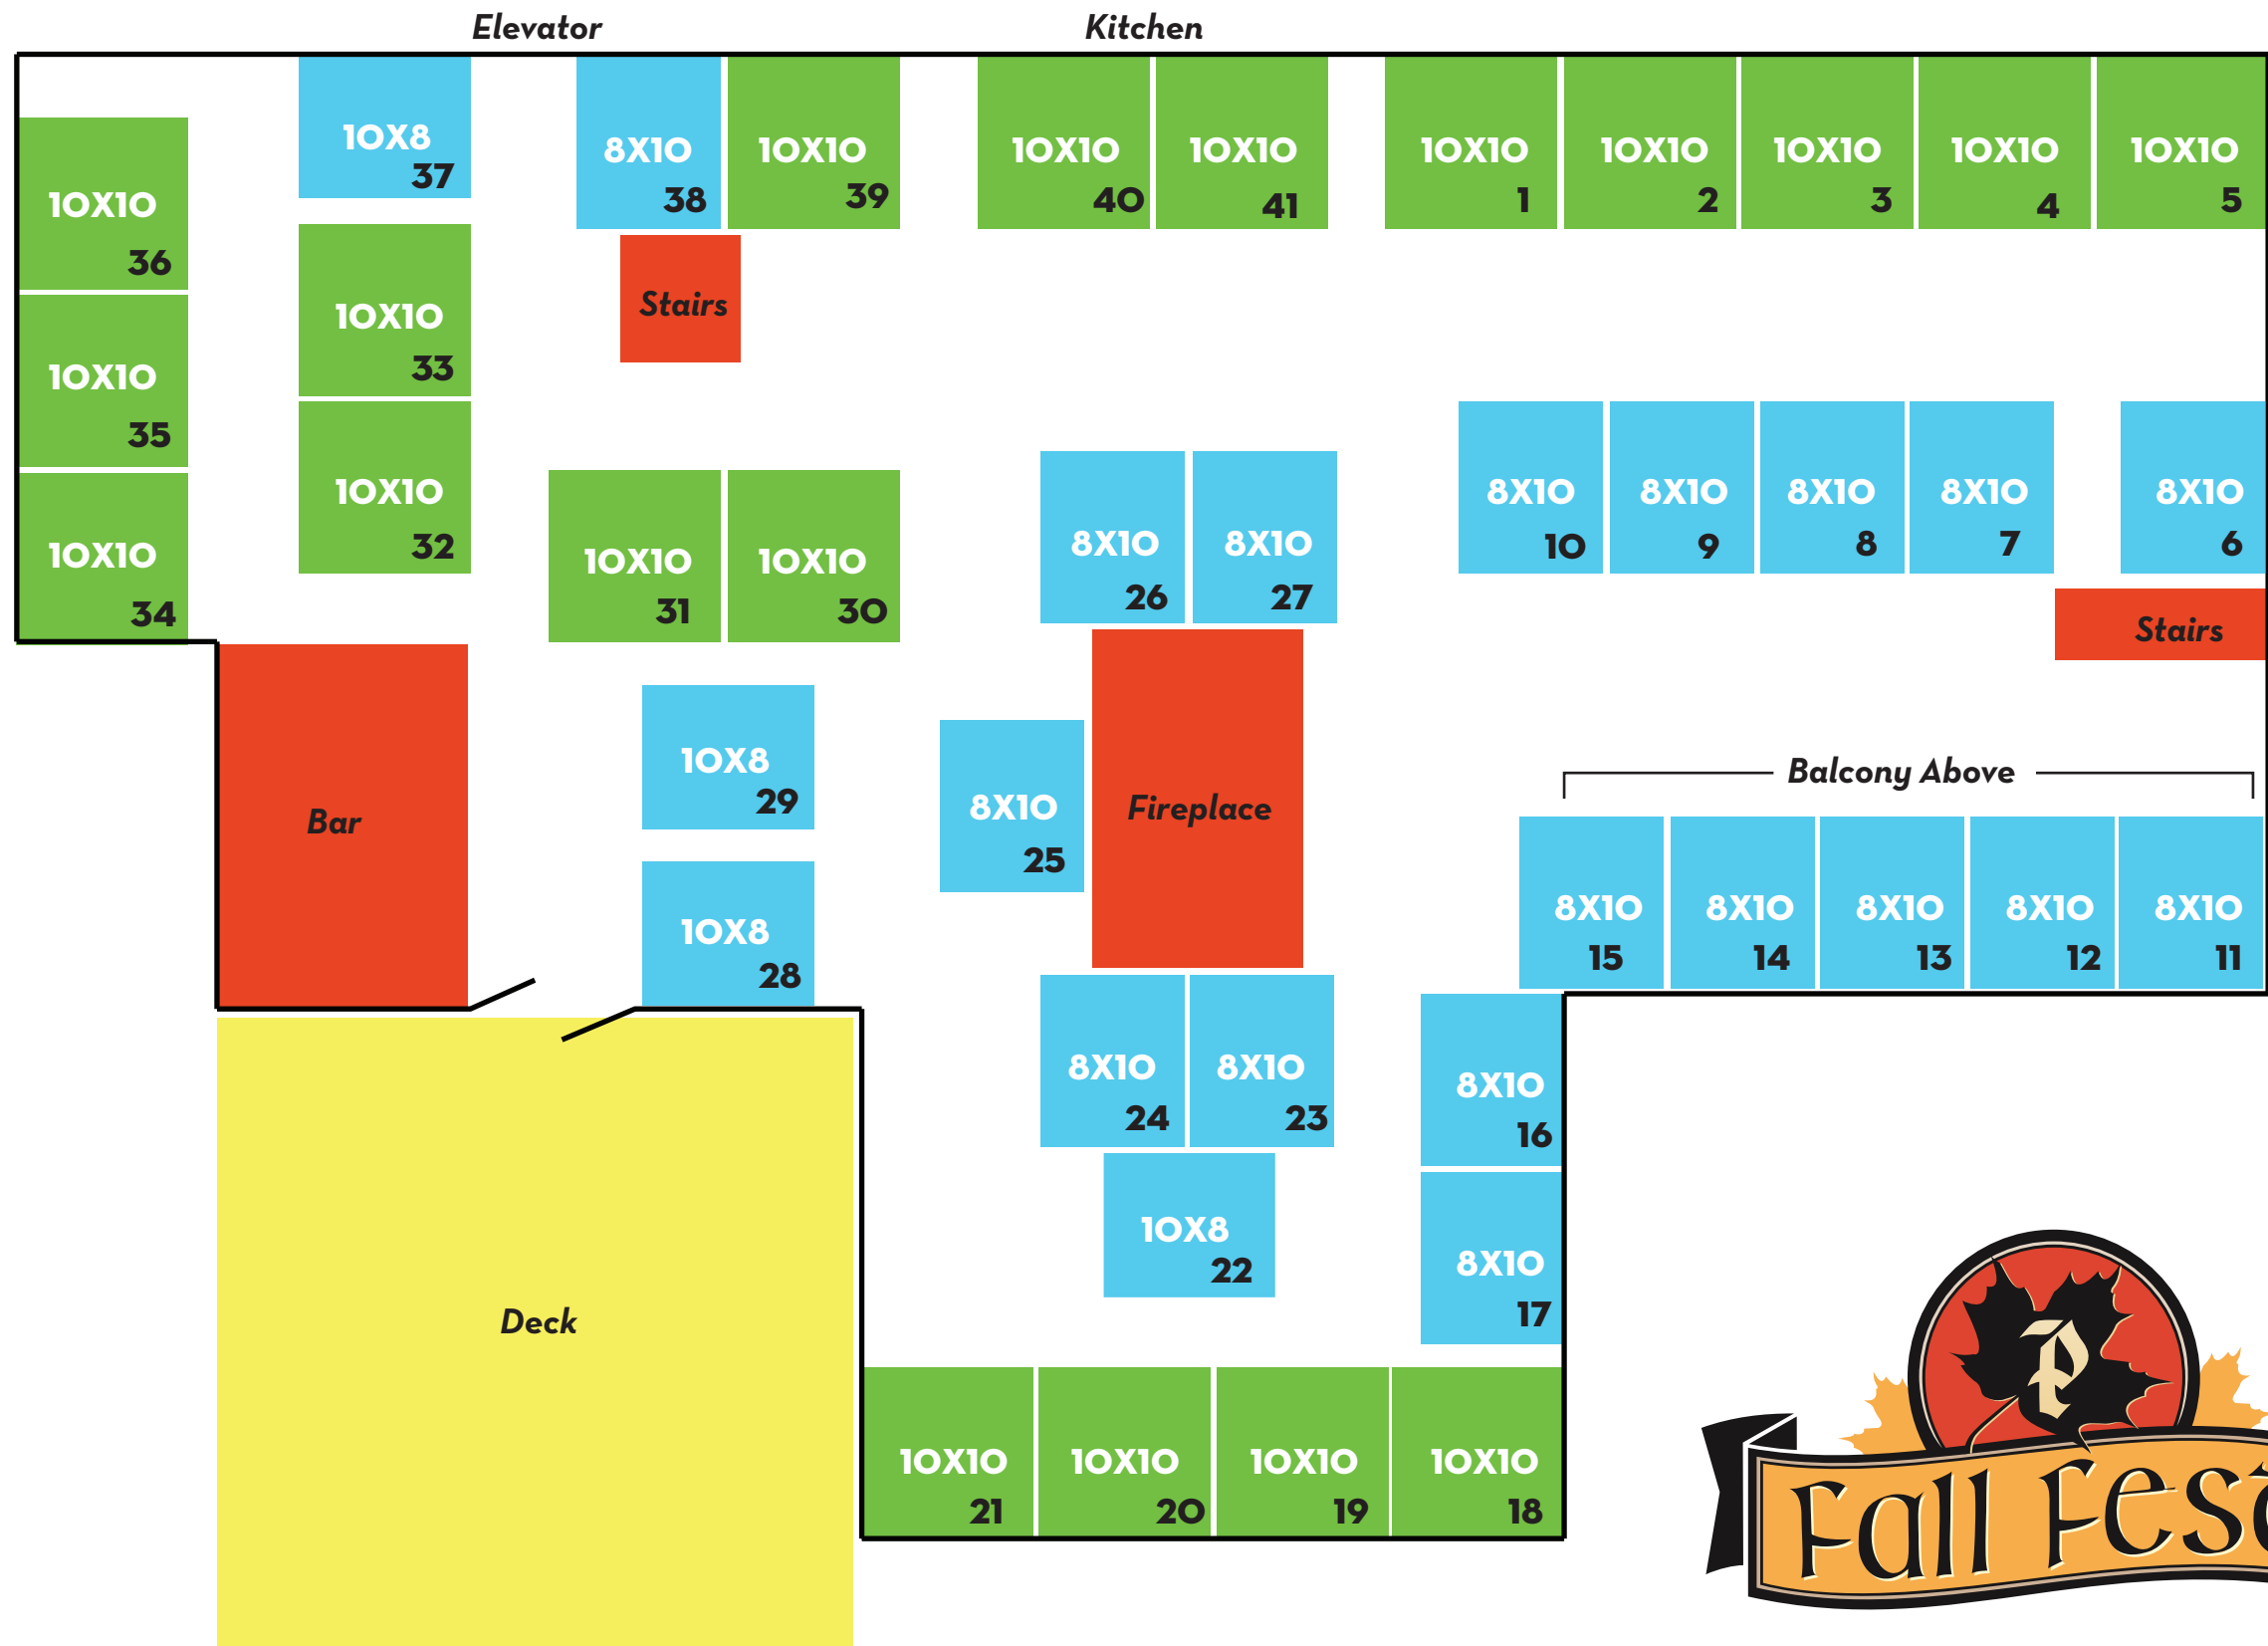 Elevator
Kitchen
10X8
37
8X10
38
10X10
39
10X10
40
10X10
41
10X10
1
10X10
2
10X10
3
10X10
4
10X10
5
10X10
36
10X10
33
Stairs
10X10
35
10X10
32
10X10
34
10X10
31
10X10
30
8X10
26
8X10
27
8X10
10
8X10
9
8X10
8
8X10
7
8X10
6
Stairs
Bar
10X8
29
10X8
28
8X10
25
Fireplace
Balcony Above
8X10
15
8X10
14
8X10
13
8X10
12
8X10
11
8X10
24
8X10
23
8X10
16
10X8
22
8X10
17
Deck
10X10
21
10X10
20
10X10
19
10X10
18
P
Fall Fest